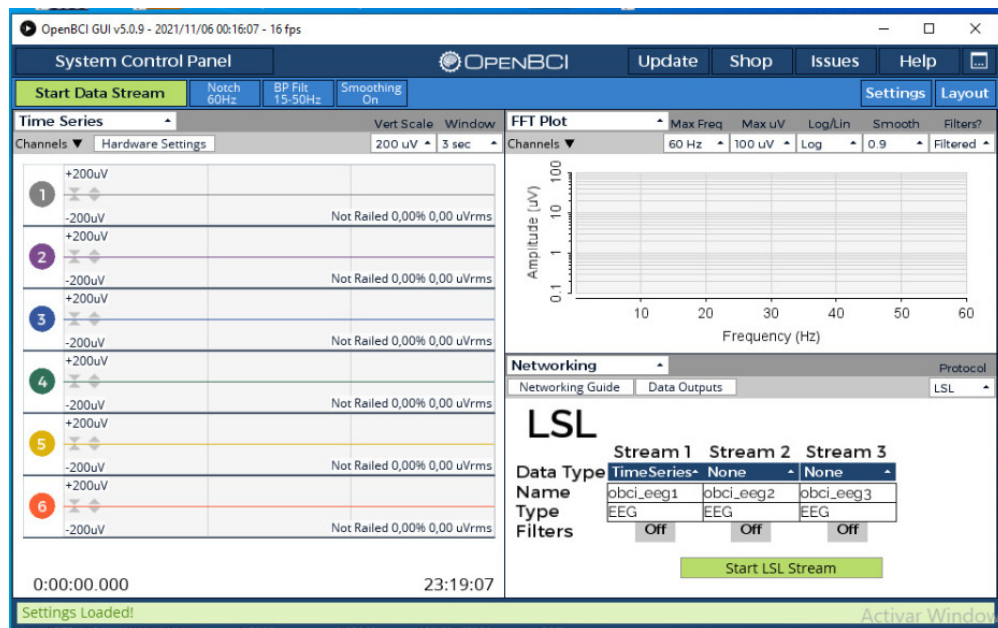 OpenBCI GUI v5.0.9 - 2021/11/06 00:16:07 - 16 fps
System Control Panel OPENBCI Update Shop Issues Help
Start Data Stream Notch 60Hz BP Filt 15-50Hz Smoothing On Settings Layout
Time Series Vert Scale Window
Channels Hardware Settings 200 uV 3 sec
+200uV
1
-200uV Not Railed 0,00% 0,00 uVrms
+200uV
2
-200uV Not Railed 0,00% 0,00 uVrms
+200uV
3
-200uV Not Railed 0,00% 0,00 uVrms
+200uV
4
-200uV Not Railed 0,00% 0,00 uVrms
+200uV
5
-200uV Not Railed 0,00% 0,00 uVrms
+200uV
6
-200uV Not Railed 0,00% 0,00 uVrms
0:00:00.000 23:19:07
FFT Plot Max Freq Max uV Log/Lin Smooth Filters?
Channels 60 Hz 100 uV Log 0.9 Filtered
Amplitude (uV)
100
10
1
0.1
10 20 30 40 50 60
Frequency (Hz)
Networking Protocol
Networking Guide Data Outputs LSL
LSL
Stream 1 Stream 2 Stream 3
Data Type TimeSeries None None
Name obci_eeg1 obci_eeg2 obci_eeg3
Type EEG EEG EEG
Filters Off Off Off
Start LSL Stream
Settings Loaded! Activar Window